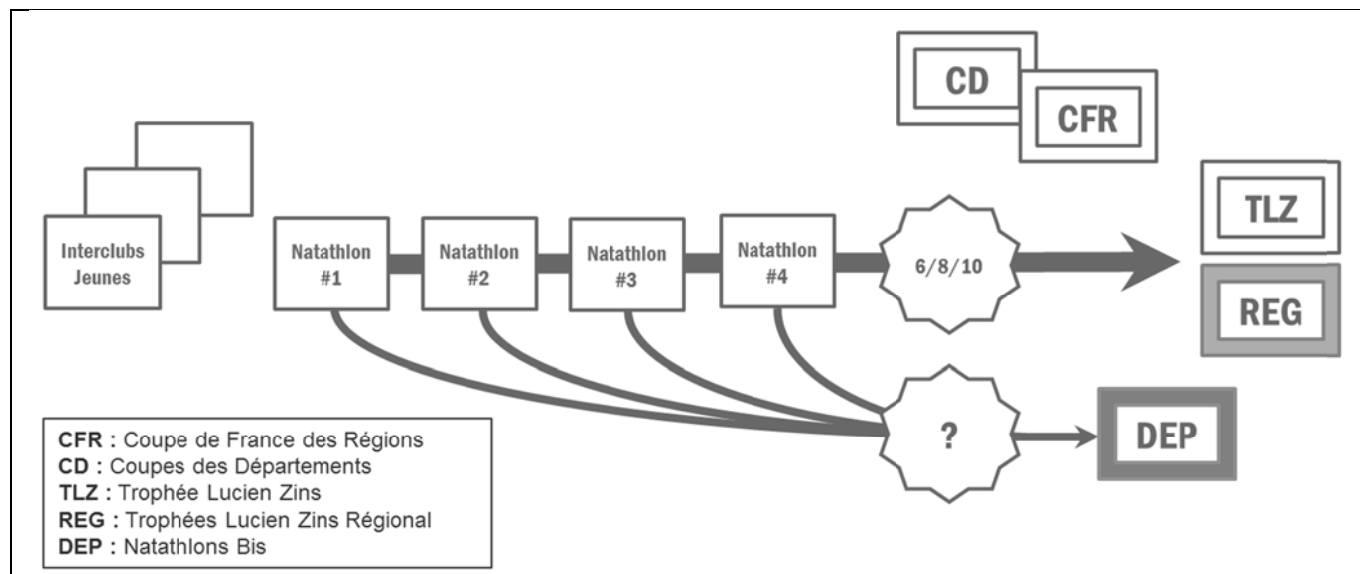 CD
CFR
Interclubs
Jeunes
Natathlon
#1
Natathlon
#2
Natathlon
#3
Natathlon
#4
6/8/10
TLZ
REG
?
DEP
CFR : Coupe de France des Régions
CD : Coupes des Départements
TLZ : Trophée Lucien Zins
REG : Trophées Lucien Zins Régional
DEP : Natathlons Bis